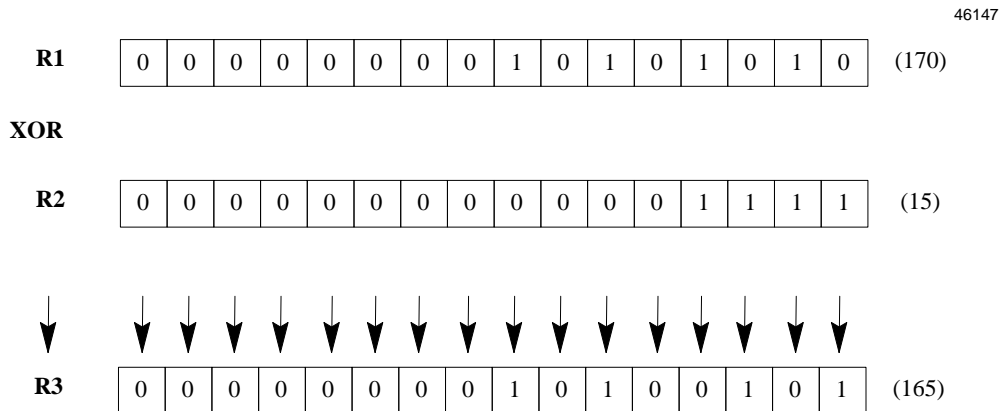 46147
R1 0 0 0 0 0 0 0 0 1 0 1 0 1 0 1 0 (170)
XOR
R2 0 0 0 0 0 0 0 0 0 0 0 0 1 1 1 1 (15)
R3 0 0 0 0 0 0 0 0 1 0 1 0 0 1 0 1 (165)